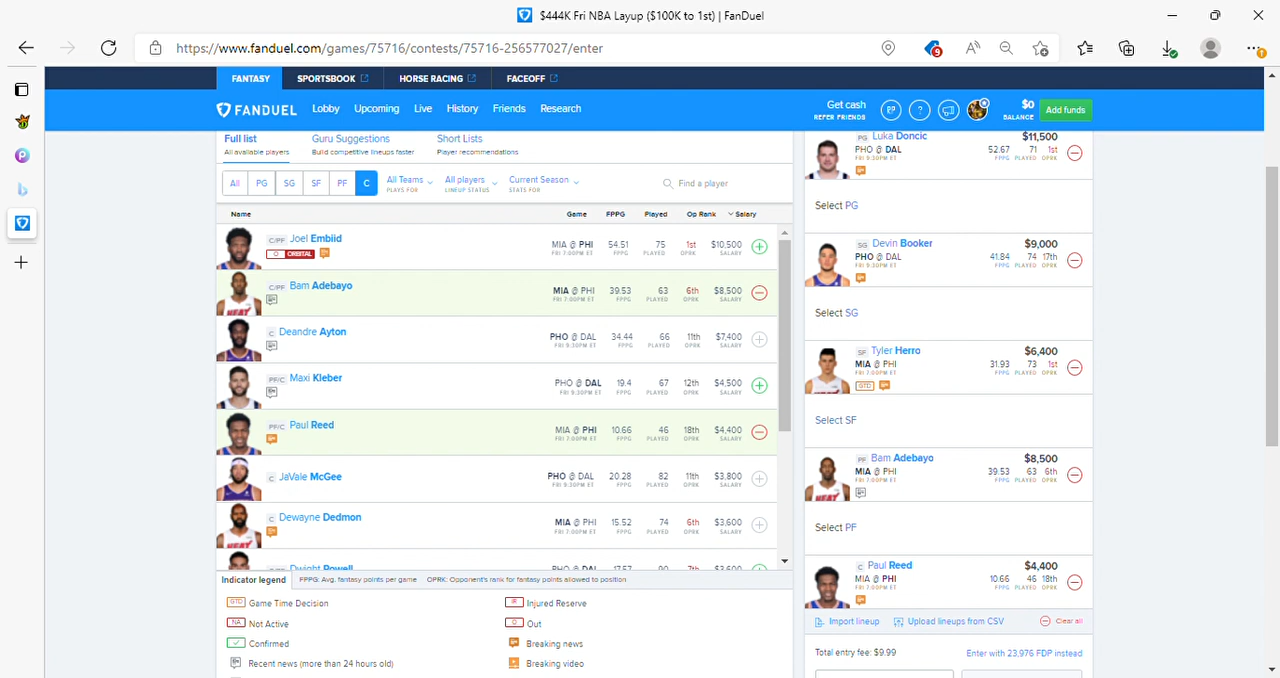 $444K Fri NBA Layup ($100K to 1st) | FanDuel
https://www.fanduel.com/games/75716/contests/75716-256577027/enter
9
FANTASY SPORTSBOOK HORSE RACING FACEOFF
FANDUEL Lobby Upcoming Live History Friends Research
Get cash
REFER FRIENDS
?
$0
BALANCE
Add funds
Full list
All available players
Guru Suggestions
Build competitive lineups faster
Short Lists
Player recommendations
All PG SG SF PF C
All Teams
PLAYS FOR
All players
LINEUP STATUS
Current Season
STATS FOR
Find a player
Name Game FPPG Played Op Rank Salary
C/PF Joel Embiid
O ORBITAL
MIA @ PHI 54.51 75 1st $10,500
FRI 7:00PM ET FPPG PLAYED OPRK SALARY
C/PF Bam Adebayo
MIA @ PHI 39.53 63 6th $8,500
FRI 7:00PM ET FPPG PLAYED OPRK SALARY
C Deandre Ayton
PHO @ DAL 34.44 66 11th $7,400
FRI 9:30PM ET FPPG PLAYED OPRK SALARY
PF/C Maxi Kleber
PHO @ DAL 19.4 67 12th $4,500
FRI 9:30PM ET FPPG PLAYED OPRK SALARY
PF/C Paul Reed
MIA @ PHI 10.66 46 18th $4,400
FRI 7:00PM ET FPPG PLAYED OPRK SALARY
C JaVale McGee
PHO @ DAL 20.28 82 11th $3,800
FRI 9:30PM ET FPPG PLAYED OPRK SALARY
C Dewayne Dedmon
MIA @ PHI 15.52 74 6th $3,600
FRI 7:00PM ET FPPG PLAYED OPRK SALARY
Dwight Powell
PHO @ DAL 17.57 90 7th $3,600
Indicator legend FPPG: Avg. fantasy points per game OPRK: Opponent's rank for fantasy points allowed to position
GTD Game Time Decision
IR Injured Reserve
NA Not Active
O Out
Confirmed
Breaking news
Recent news (more than 24 hours old)
Breaking video
PG Luka Doncic $11,500
PHO @ DAL 52.67 71 1st
FRI 9:30PM ET FPPG PLAYED OPRK
Select PG
SG Devin Booker $9,000
PHO @ DAL 41.84 74 17th
FRI 9:30PM ET FPPG PLAYED OPRK
Select SG
SF Tyler Herro $6,400
MIA @ PHI 31.93 73 1st
FRI 7:00PM ET FPPG PLAYED OPRK
GTD
Select SF
PF Bam Adebayo $8,500
MIA @ PHI 39.53 63 6th
FRI 7:00PM ET FPPG PLAYED OPRK
Select PF
C Paul Reed $4,400
MIA @ PHI 10.66 46 18th
FRI 7:00PM ET FPPG PLAYED OPRK
Import lineup Upload lineups from CSV Clear all
Total entry fee: $9.99 Enter with 23,976 FDP instead